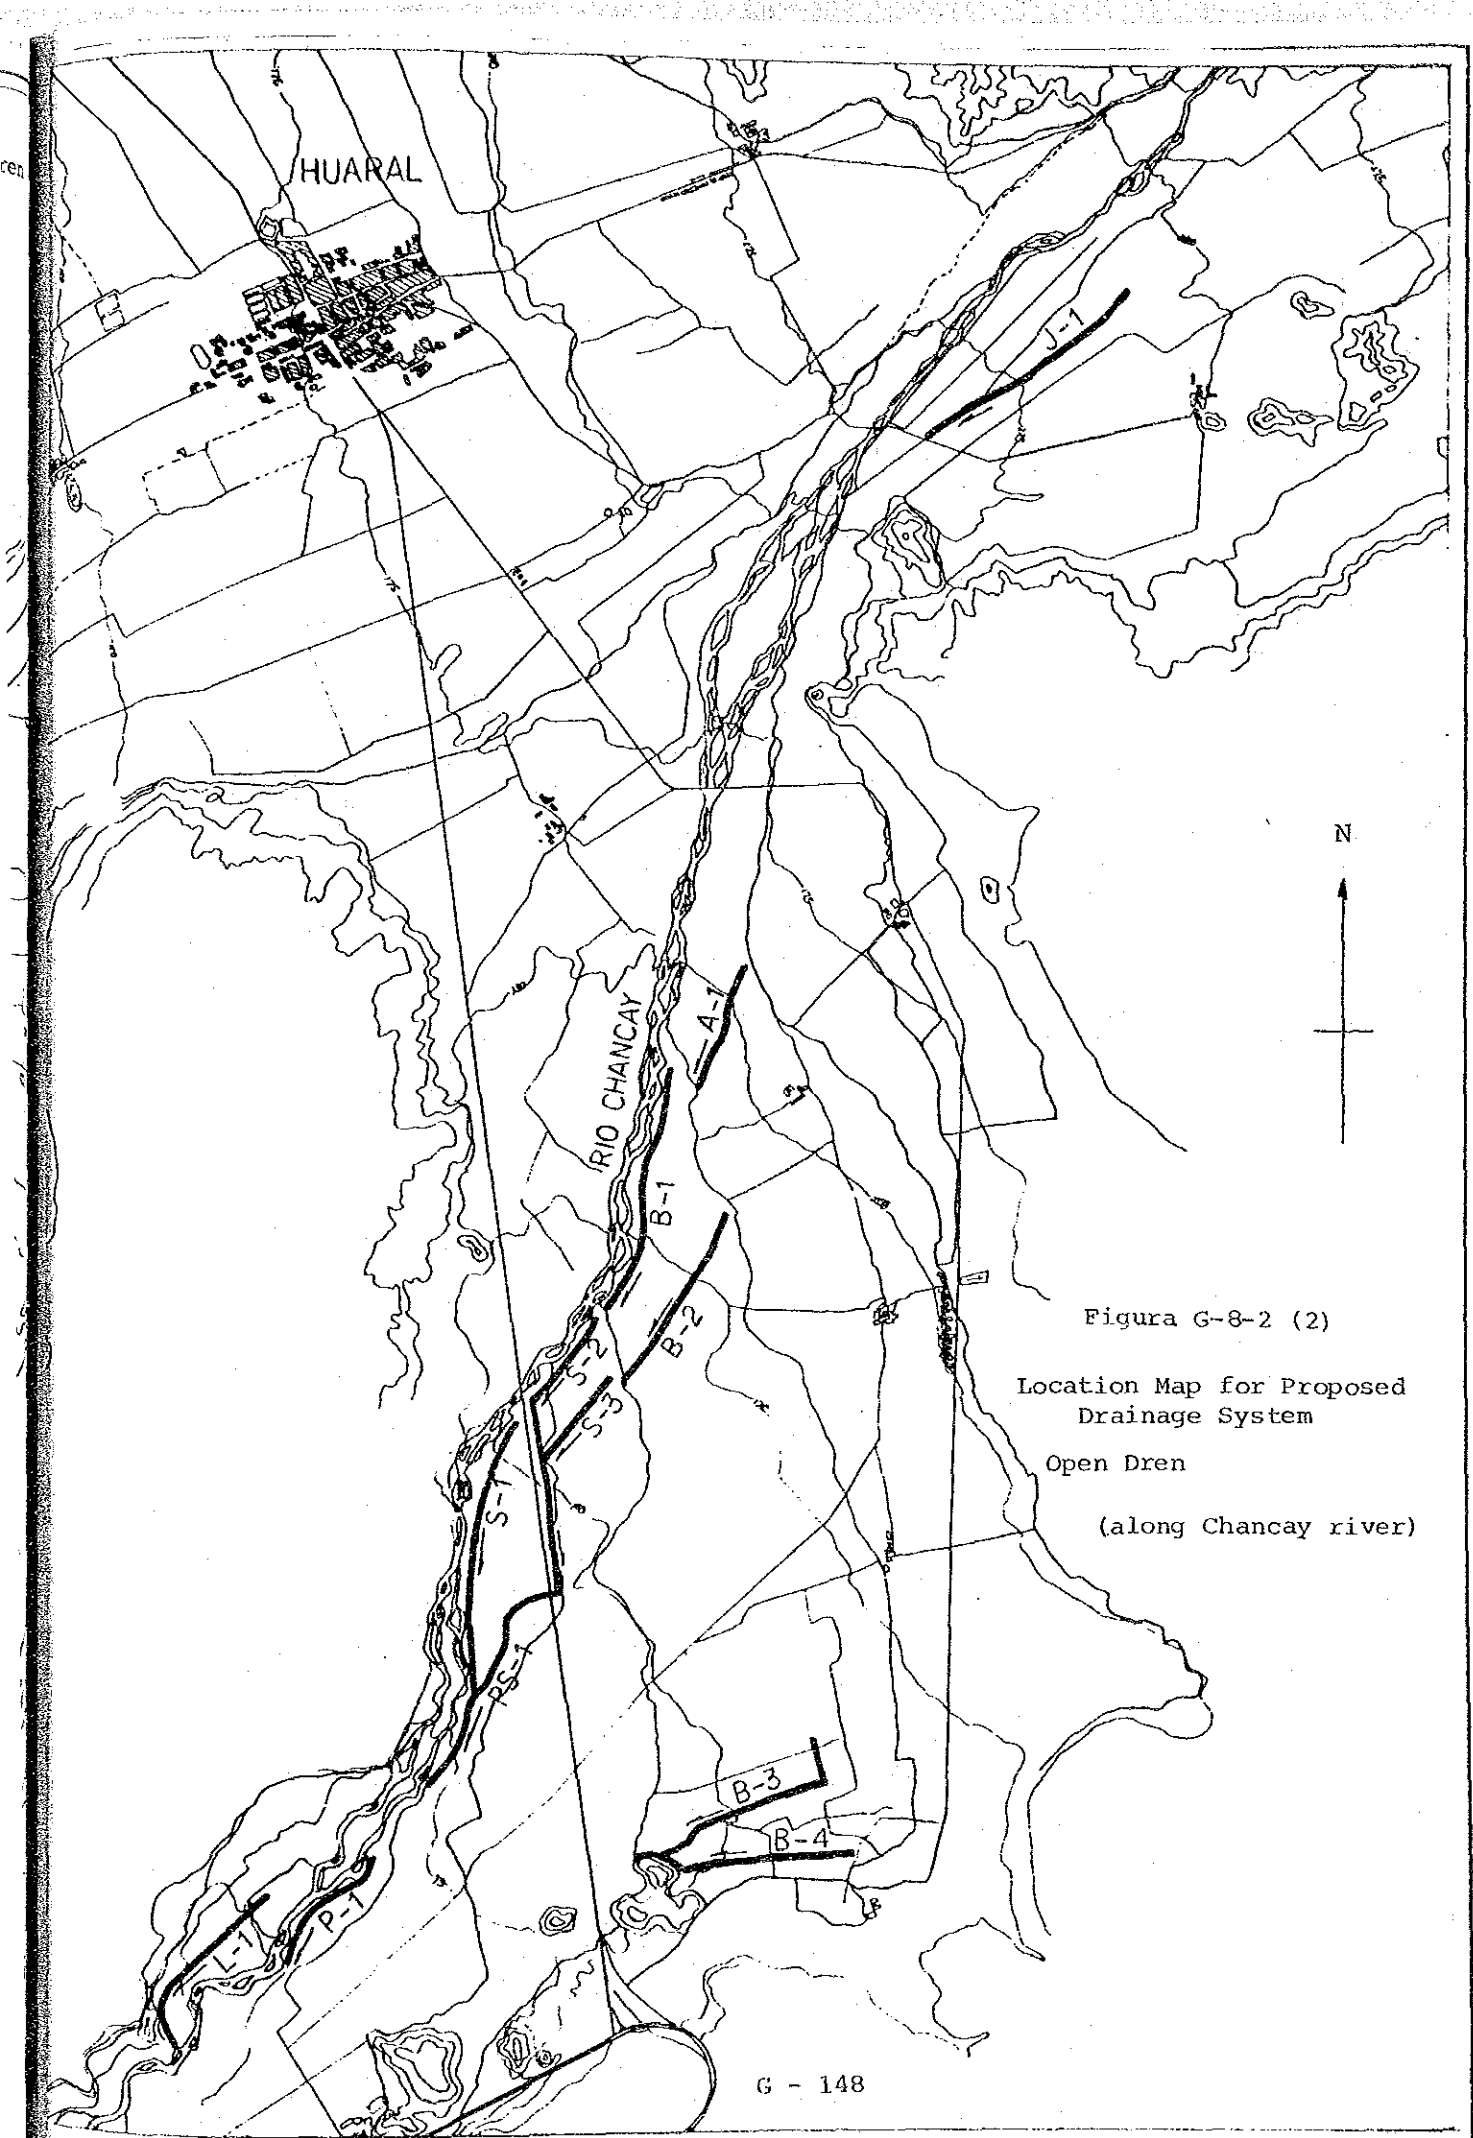 cen
HUARAL
J-1
N
RIO CHANCAY
A-1
B-1
B-2
S-2
S-3
S-1
PS-1
Figura G-8-2 (2)
Location Map for Proposed
Drainage System
Open Dren
(along Chancay river)
B-3
B-4
P-1
L-1
G - 148